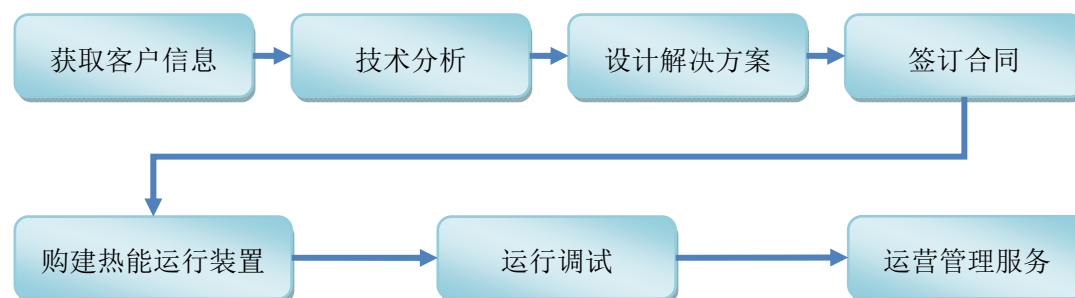 获取客户信息
技术分析
设计解决方案
签订合同
购建热能运行装置
运行调试
运营管理服务